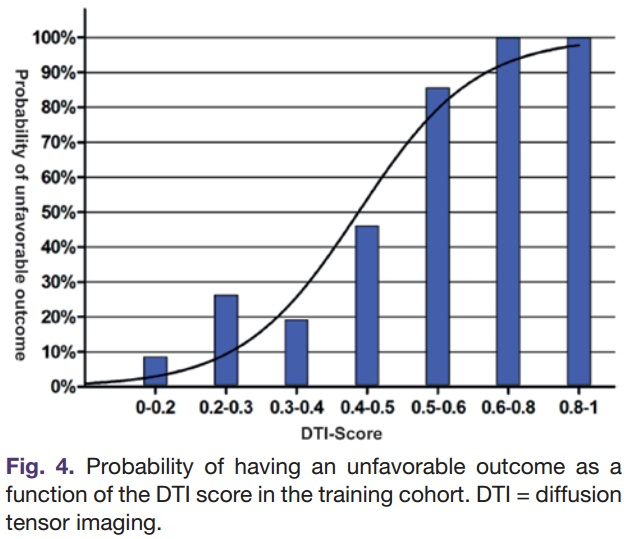 100%
90%
80%
70%
60%
50%
40%
30%
20%
10%
0%
Probability of unfavorable outcome
0-0.2 0.2-0.3 0.3-0.4 0.4-0.5 0.5-0.6 0.6-0.8 0.8-1
DTI-Score
Fig. 4. Probability of having an unfavorable outcome as a
function of the DTI score in the training cohort. DTI = diffusion
tensor imaging.